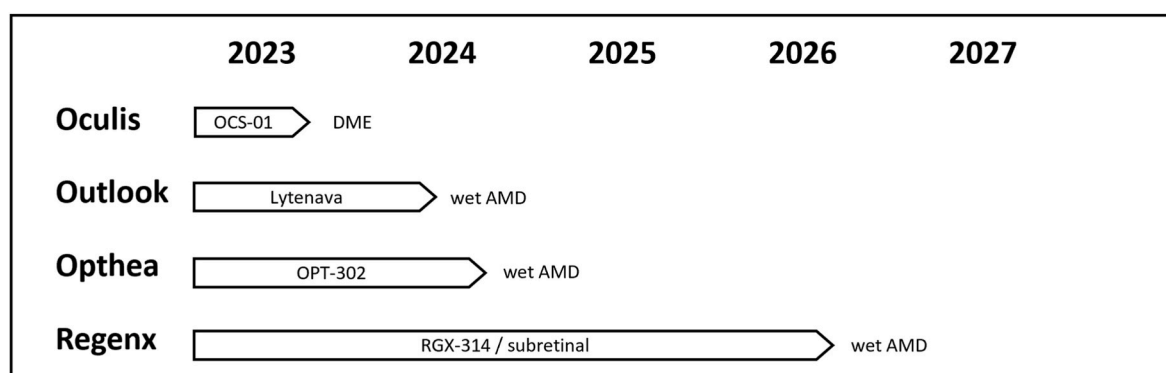 2023 2024 2025 2026 2027
Oculis OCS-01 DME
Outlook Lytenava wet AMD
Opthea OPT-302 wet AMD
Regenx RGX-314 / subretinal wet AMD